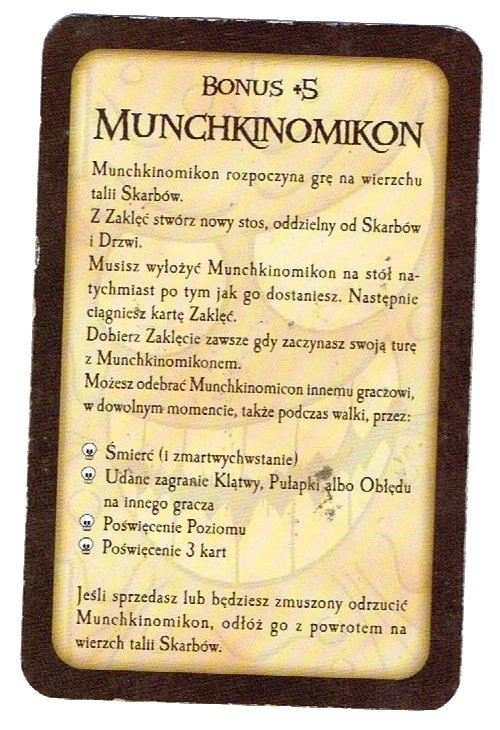 Bonus +5
Munchkinomikon
Munchkinomikon rozpoczyna grę na wierzchu
talii Skarbów.
Z Zaklęć stwórz nowy stos, oddzielny od Skarbów
i Drzwi.
Musisz wyłożyć Munchkinomikon na stół na-
tychmiast po tym jak go dostaniesz. Następnie
ciągniesz kartę Zaklęć.
Dobierz Zaklęcie zawsze gdy zaczynasz swoją turę
z Munchkinomikonem.
Możesz odebrać Munchkinomicon innemu graczowi,
w dowolnym momencie, także podczas walki, przez:
Śmierć (i zmartwychwstanie)
Udane zagranie Klątwy, Pułapki albo Obłędu
na innego gracza
Poświęcenie Poziomu
Poświęcenie 3 kart
Jeśli sprzedasz lub będziesz zmuszony odrzucić
Munchkinomikon, odłóż go z powrotem na
wierzch talii Skarbów.